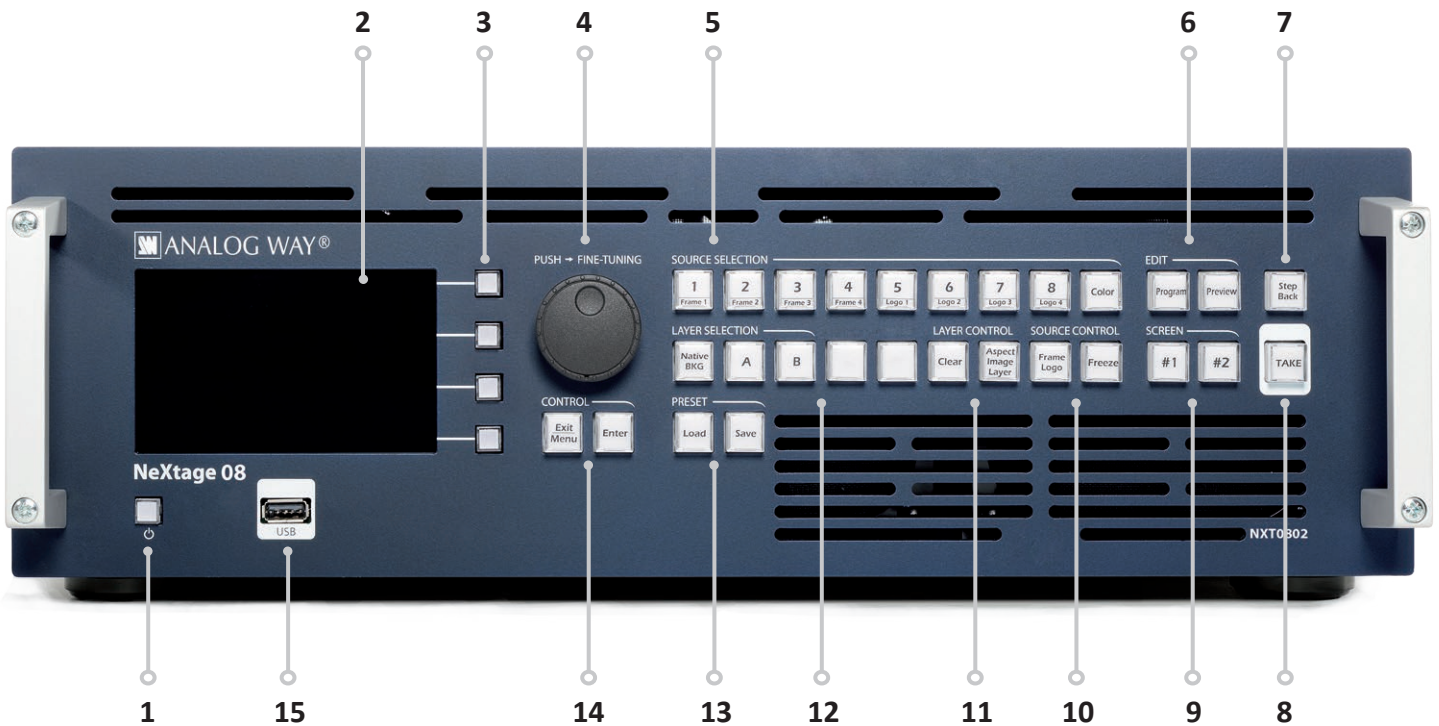 2 3 4 5 6 7
ANALOG WAY®
PUSH → FINE-TUNING
SOURCE SELECTION
EDIT
1 Frame 1
2 Frame 2
3 Frame 3
4 Frame 4
5 Logo 1
6 Logo 2
7 Logo 3
8 Logo 4
Color
Program
Preview
Step
Back
LAYER SELECTION
LAYER CONTROL
SOURCE CONTROL
SCREEN
Native
BKG
A
B
Clear
Aspect
Image
Layer
Frame
Logo
Freeze
#1
#2
TAKE
CONTROL
PRESET
Exit
Menu
Enter
Load
Save
NeXtage 08
USB
NXT0802
1 15 14 13 12 11 10 9 8